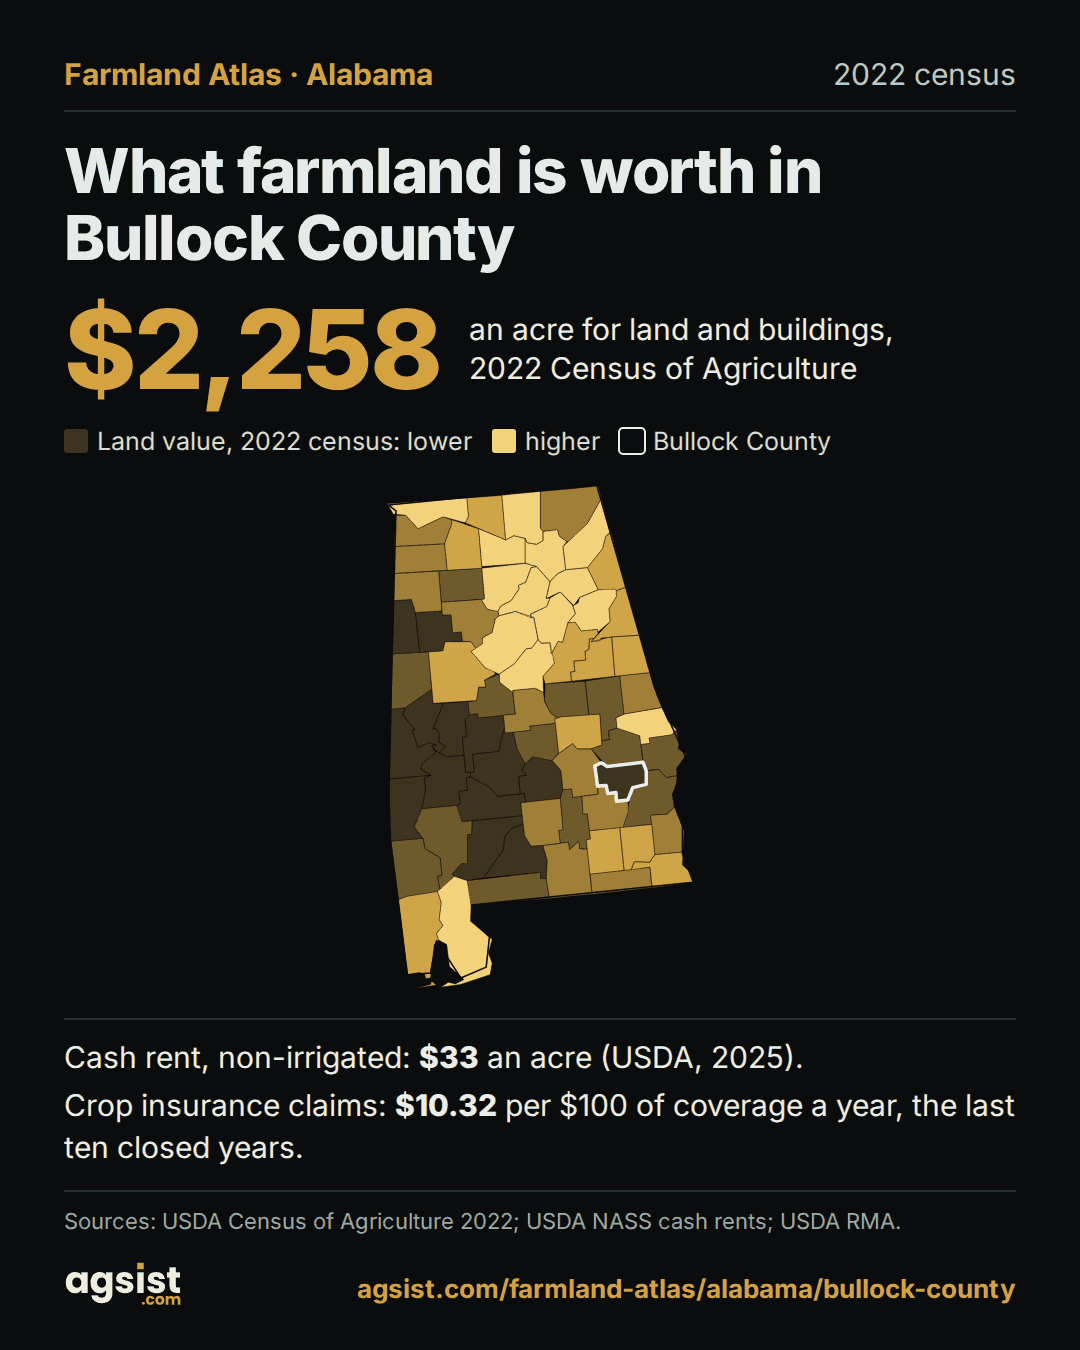 Farmland Atlas · Alabama
2022 census
What farmland is worth in
Bullock County
$2,258
an acre for land and buildings,
2022 Census of Agriculture
Land value, 2022 census: lower
higher
Bullock County
Cash rent, non-irrigated: $33 an acre (USDA, 2025).
Crop insurance claims: $10.32 per $100 of coverage a year, the last
ten closed years.
Sources: USDA Census of Agriculture 2022; USDA NASS cash rents; USDA RMA.
agsist
.com
agsist.com/farmland-atlas/alabama/bullock-county